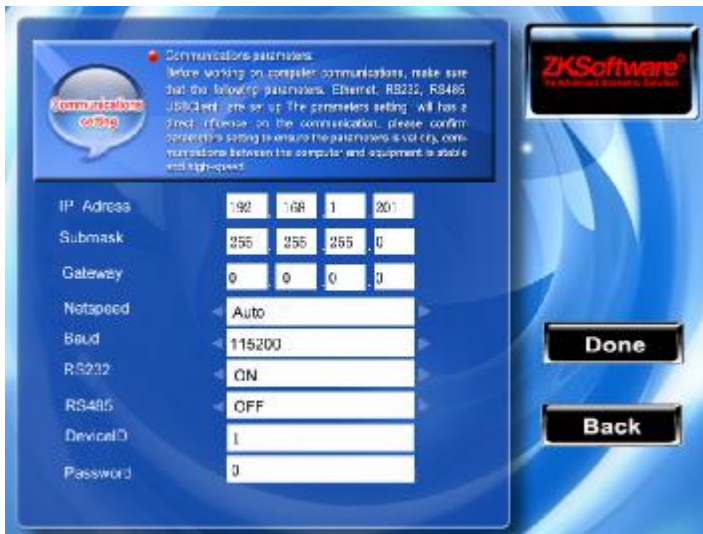 Communications parameters:
Before working on computer communications, make sure
that the following parameters, Ethernet, RS232, RS485,
USBClient are set up The parameters setting will has a
direct influence on the communication, please confirm
parameters setting to ensure the parameters is validity, com-
munications between the computer and equipment is stable
and high-speed
Communications
setting
ZKSoftware®
IP Adress 192 . 168 . 1 . 201
Submask 255 . 255 . 255 . 0
Gateway 0 . 0 . 0 . 0
Netspeed Auto
Baud 115200
RS232 ON
RS485 OFF
DeviceID 1
Password 0
Done
Back